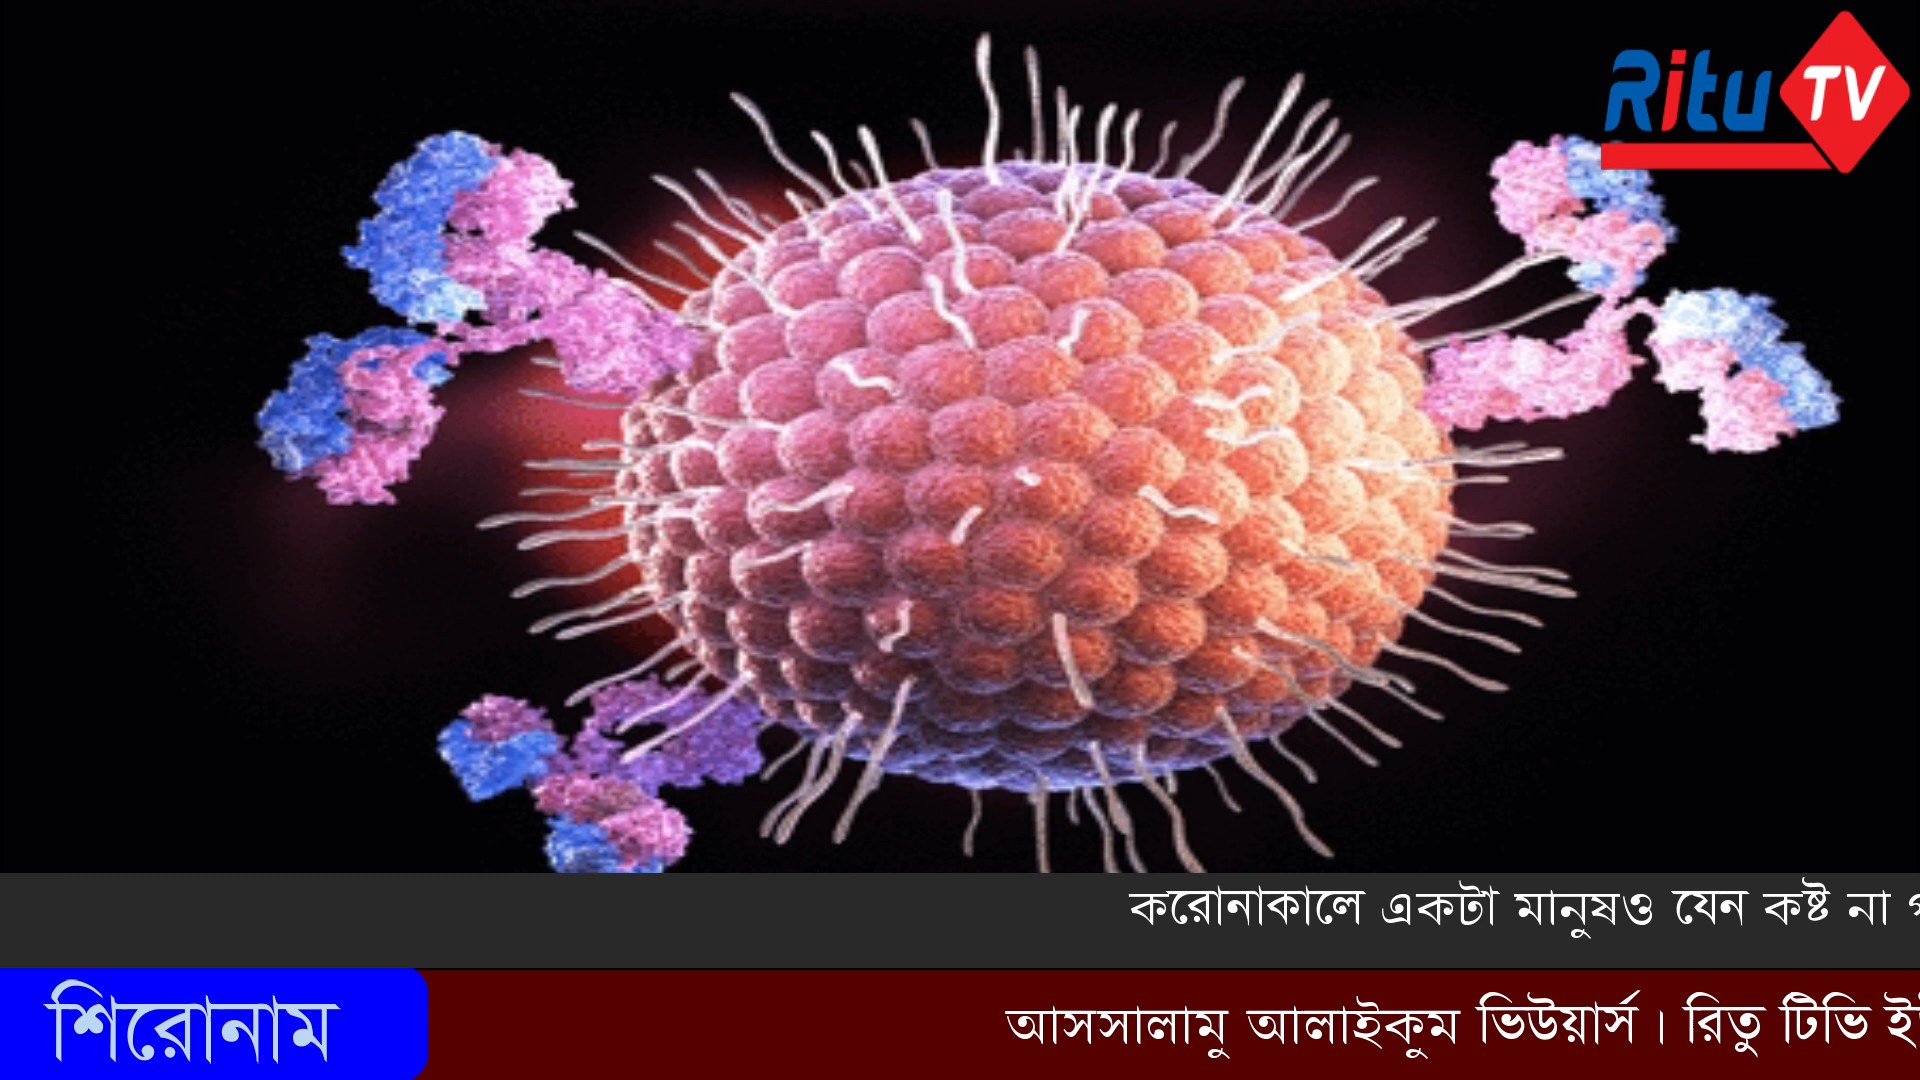 Ritu TV
করোনাকালে একটা মানুষও যেন কষ্ট না
শিরোনাম
আসসালামু আলাইকুম ভিউয়ার্স। রিতু টিভি